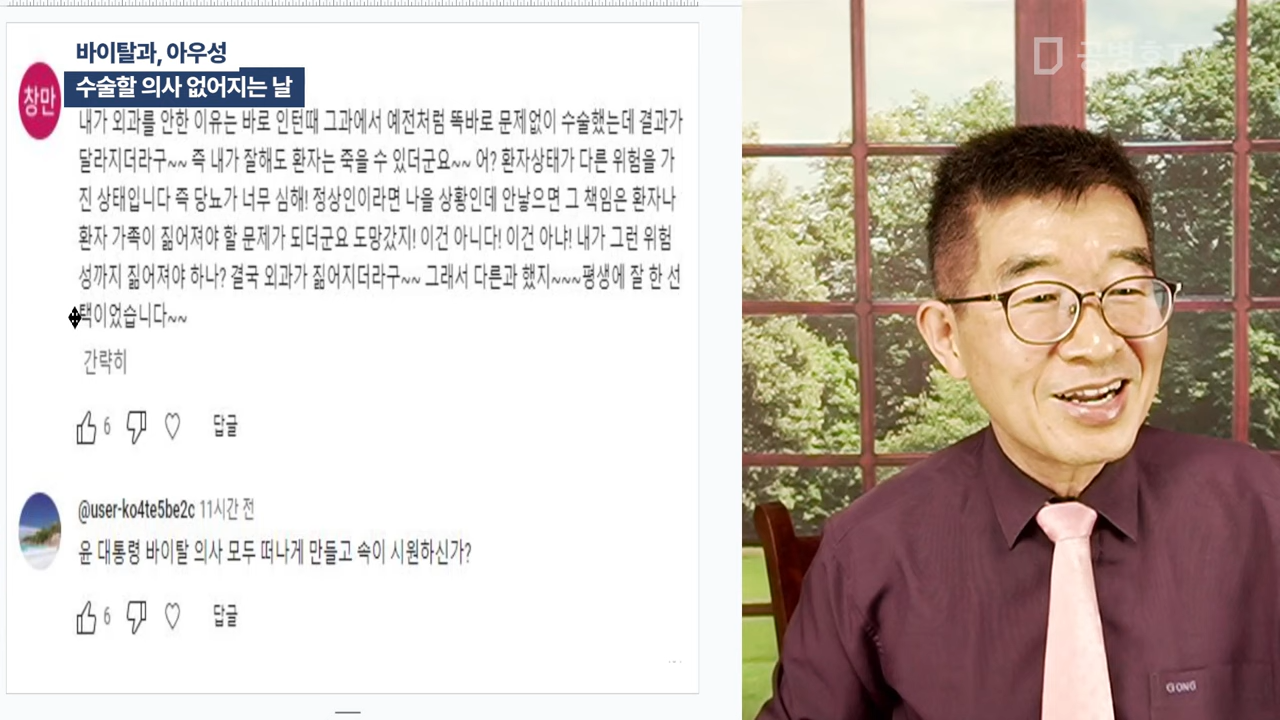 바이탈과, 아우성
수술할 의사 없어지는 날
창만
내가 외과를 안한 이유는 바로 인턴때 그과에서 예전처럼 똑바로 문제없이 수술했는데 결과가
달라지더라구~~ 즉 내가 잘해도 환자는 죽을 수 있더군요~~ 어? 환자상태가 다른 위험을 가
진 상태입니다 즉 당뇨가 너무 심해! 정상인이라면 나을 상황인데 안낳으면 그 책임은 환자나
환자 가족이 짊어져야 할 문제가 되더군요 도망갔지! 이건 아니다! 이건 아냐! 내가 그런 위험
성까지 짊어져야 하나? 결국 외과가 짊어지더라구~~ 그래서 다른과 했지~~~평생에 잘 한 선
택이었습니다~~
간략히
6 답글
@user-ko4te5be2c 11시간 전
윤 대통령 바이탈 의사 모두 떠나게 만들고 속이 시원하신가?
6 답글
공병호TV
GONG